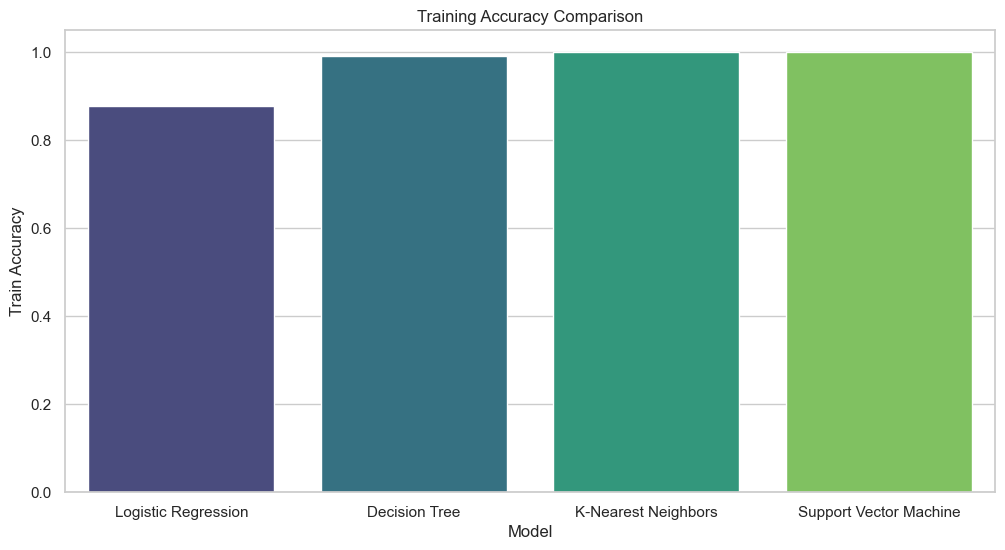 Training Accuracy Comparison
Train Accuracy
1.0
0.8
0.6
0.4
0.2
0.0
Logistic Regression
Decision Tree
K-Nearest Neighbors
Support Vector Machine
Model